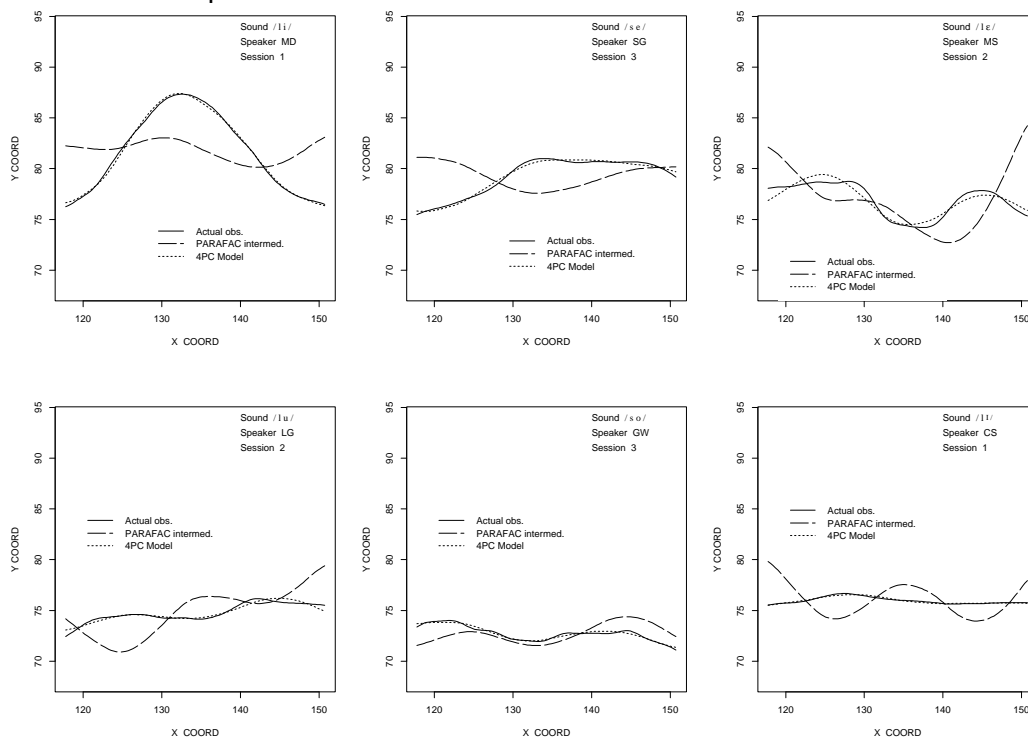 95
90
85
80
75
70
Y COORD
Sound /li/
Speaker MD
Session 1
Actual obs.
PARAFAC intermed.
4PC Model
120 130 140 150
X COORD
95
90
85
80
75
70
Y COORD
Sound /se/
Speaker SG
Session 3
Actual obs.
PARAFAC intermed.
4PC Model
120 130 140 150
X COORD
95
90
85
80
75
70
Y COORD
Sound /lɛ/
Speaker MS
Session 2
Actual obs.
PARAFAC intermed.
4PC Model
120 130 140 150
X COORD
95
90
85
80
75
70
Y COORD
Sound /lu/
Speaker LG
Session 2
Actual obs.
PARAFAC intermed.
4PC Model
120 130 140 150
X COORD
95
90
85
80
75
70
Y COORD
Sound /so/
Speaker GW
Session 3
Actual obs.
PARAFAC intermed.
4PC Model
120 130 140 150
X COORD
95
90
85
80
75
70
Y COORD
Sound /lɪ/
Speaker CS
Session 1
Actual obs.
PARAFAC intermed.
4PC Model
120 130 140 150
X COORD